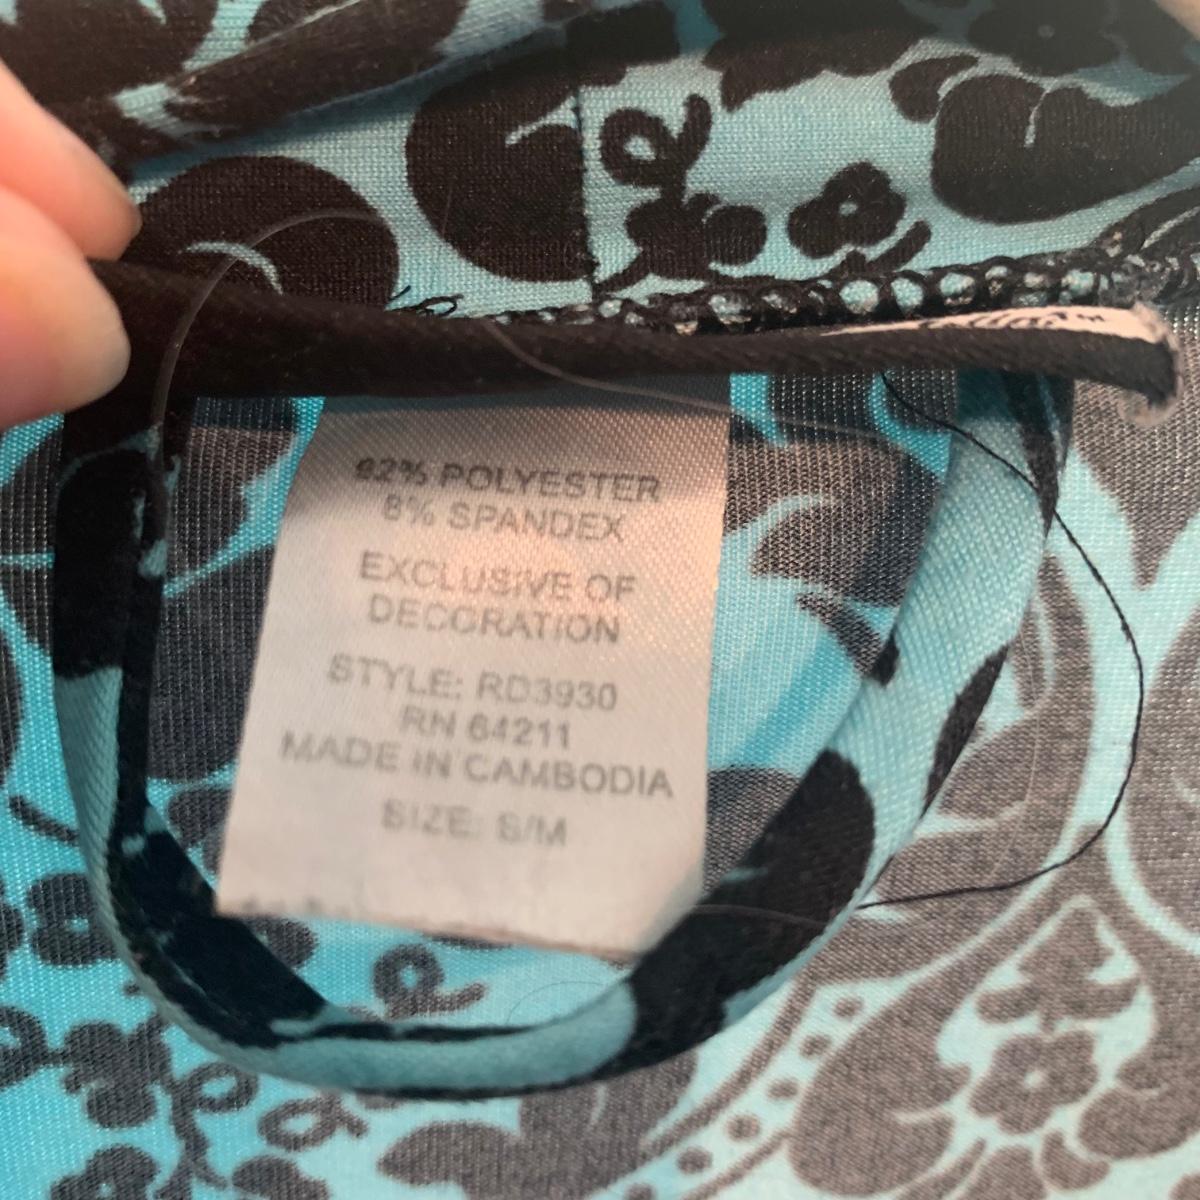 92% POLYESTER
8% SPANDEX
EXCLUSIVE OF
DECORATION
STYLE: RD3930
RN 64211
MADE IN CAMBODIA
SIZE: S/M